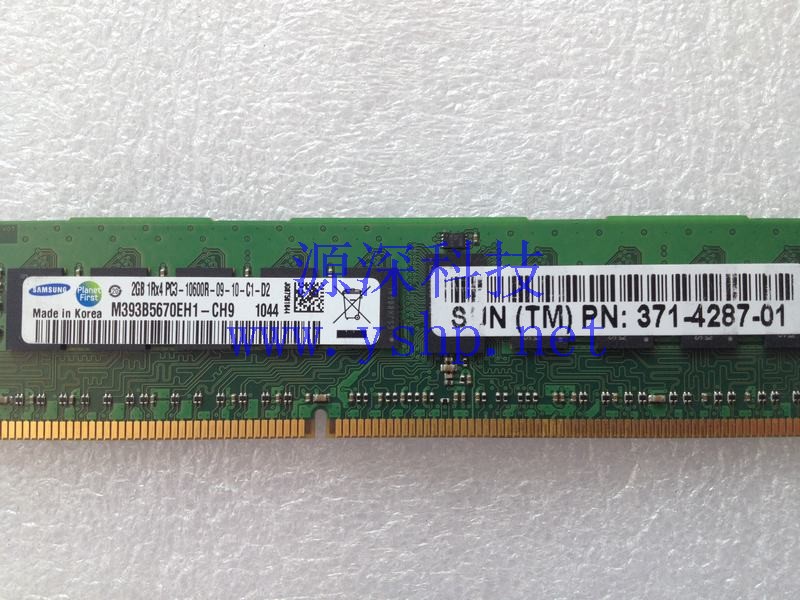 SAMSUNG
Planet First
2GB 1Rx4 PC3-10600R-09-10-C1-D2
Made in Korea
M393B5670EH1-CH9
1044
SUN (TM) PN: 371-4287-01
源深科技
www.yshp.net